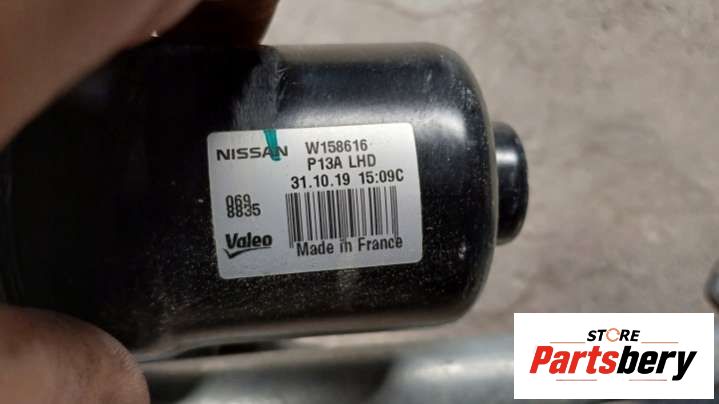 NISSAN W158616
P13A LHD
31.10.19 15:09C
069
8835
Valeo
Made in France
STORE
Partsbery